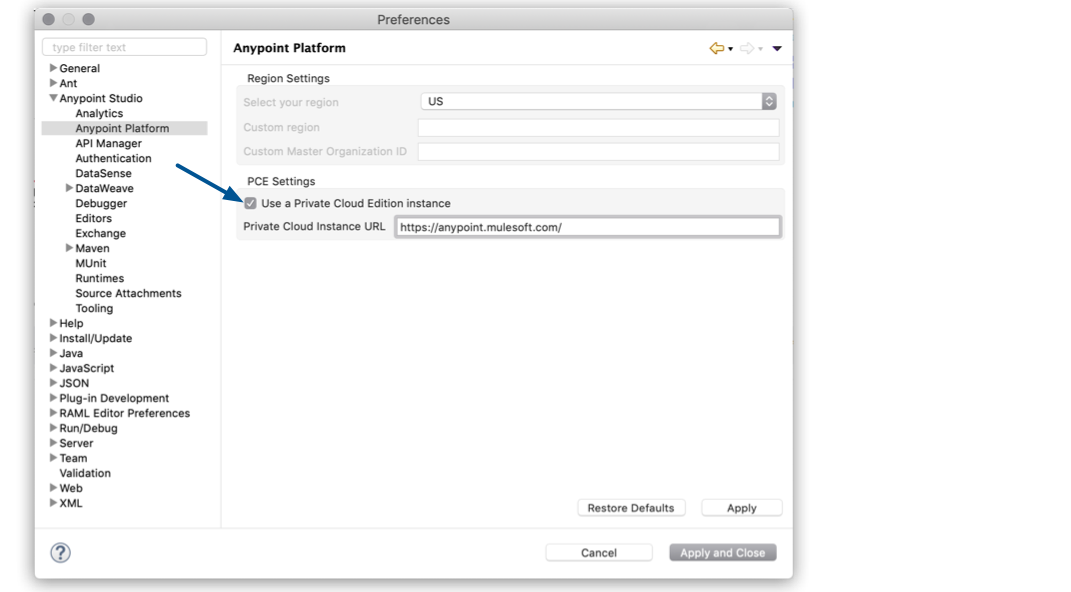 Preferences
type filter text
General
Ant
Anypoint Studio
Analytics
Anypoint Platform
API Manager
Authentication
DataSense
DataWeave
Debugger
Editors
Exchange
Maven
MUnit
Runtimes
Source Attachments
Tooling
Help
Install/Update
Java
JavaScript
JSON
Plug-in Development
RAML Editor Preferences
Run/Debug
Server
Team
Validation
Web
XML
Anypoint Platform
Region Settings
Select your region US
Custom region
Custom Master Organization ID
PCE Settings
Use a Private Cloud Edition instance
Private Cloud Instance URL https://anypoint.mulesoft.com/
Restore Defaults Apply
? Cancel Apply and Close